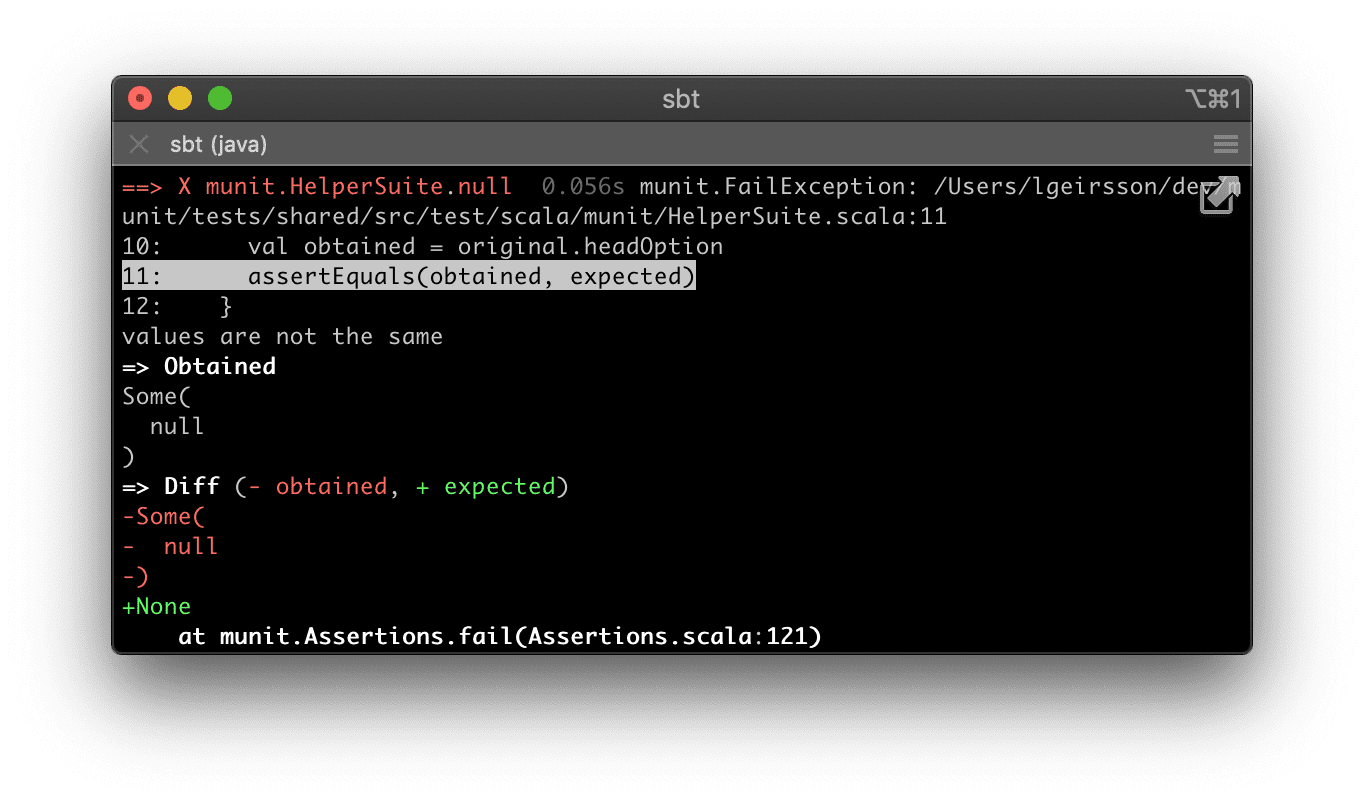 sbt
⌥⌘1
sbt (java)
==> X munit.HelperSuite.null  0.056s munit.FailException: /Users/lgeirsson/dev/m
unit/tests/shared/src/test/scala/munit/HelperSuite.scala:11
10:      val obtained = original.headOption
11:      assertEquals(obtained, expected)
12:    }
values are not the same
=> Obtained
Some(
  null
)
=> Diff (- obtained, + expected)
-Some(
-  null
-)
+None
    at munit.Assertions.fail(Assertions.scala:121)